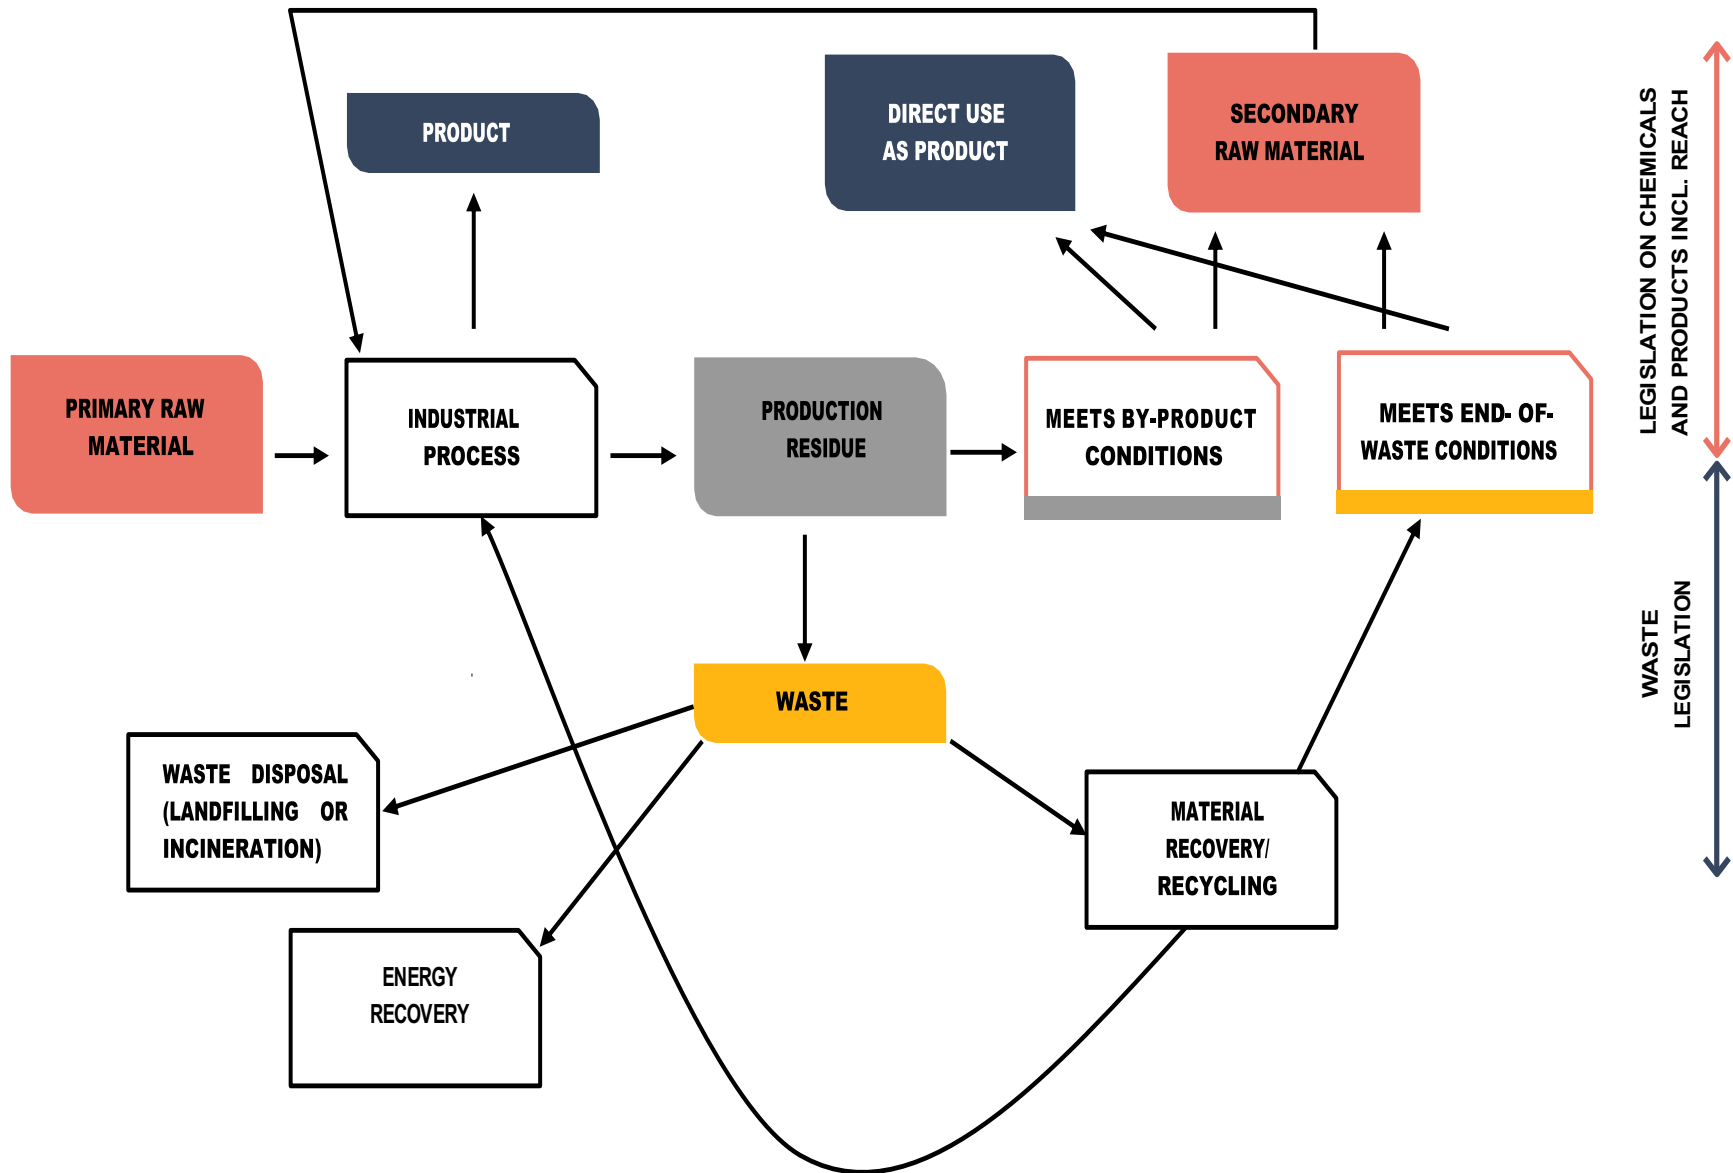 PRODUCT
DIRECT USE
AS PRODUCT
SECONDARY
RAW MATERIAL
LEGISLATION ON CHEMICALS
AND PRODUCTS INCL. REACH
PRIMARY RAW
MATERIAL
INDUSTRIAL
PROCESS
PRODUCTION
RESIDUE
MEETS BY-PRODUCT
CONDITIONS
MEETS END- OF-
WASTE CONDITIONS
WASTE
LEGISLATION
WASTE
WASTE DISPOSAL
(LANDFILLING OR
INCINERATION)
MATERIAL
RECOVERY/
RECYCLING
ENERGY
RECOVERY